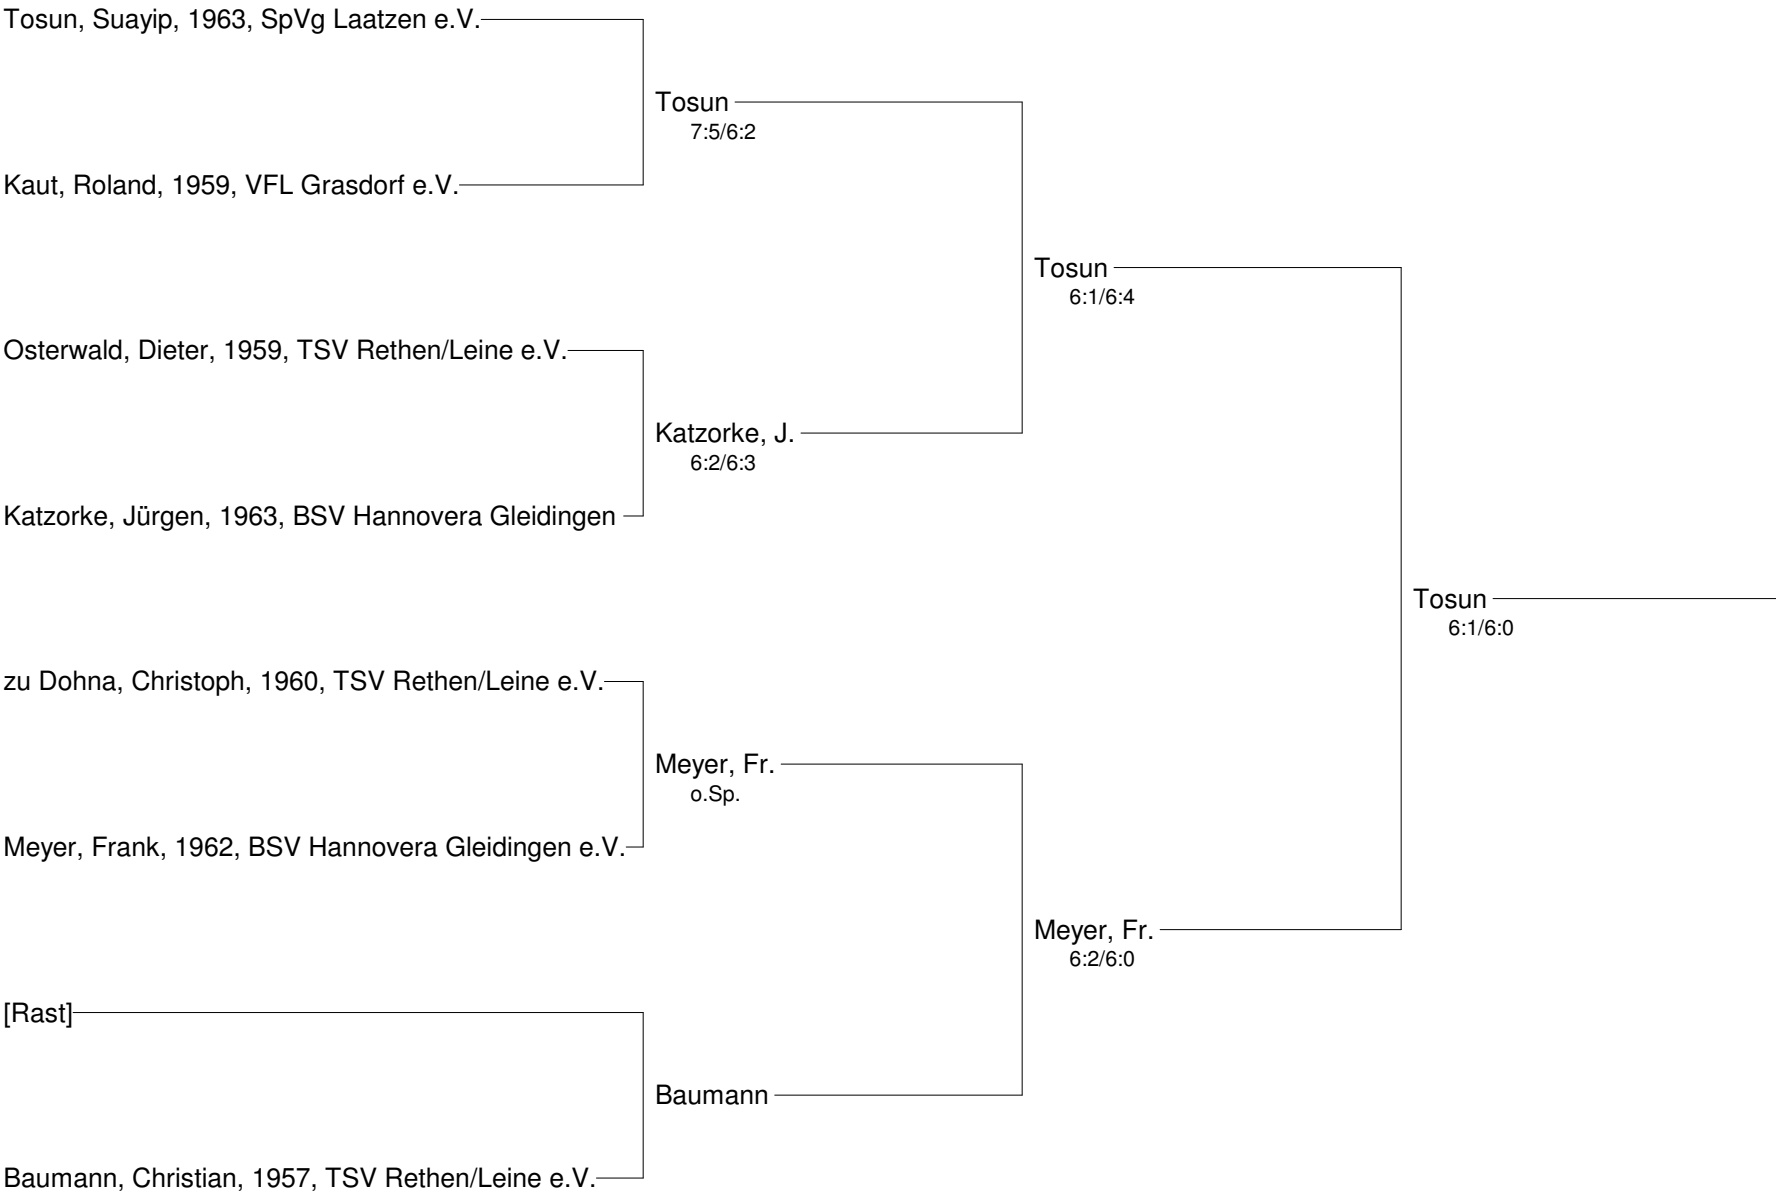 Tosun, Suayip, 1963, SpVg Laatzen e.V.
Tosun
7:5/6:2
Kaut, Roland, 1959, VFL Grasdorf e.V.
Tosun
6:1/6:4
Osterwald, Dieter, 1959, TSV Rethen/Leine e.V.
Katzorke, J.
6:2/6:3
Katzorke, Jürgen, 1963, BSV Hannovera Gleidingen
Tosun
6:1/6:0
zu Dohna, Christoph, 1960, TSV Rethen/Leine e.V.
Meyer, Fr.
o.Sp.
Meyer, Frank, 1962, BSV Hannovera Gleidingen e.V.
Meyer, Fr.
6:2/6:0
[Rast]
Baumann
Baumann, Christian, 1957, TSV Rethen/Leine e.V.